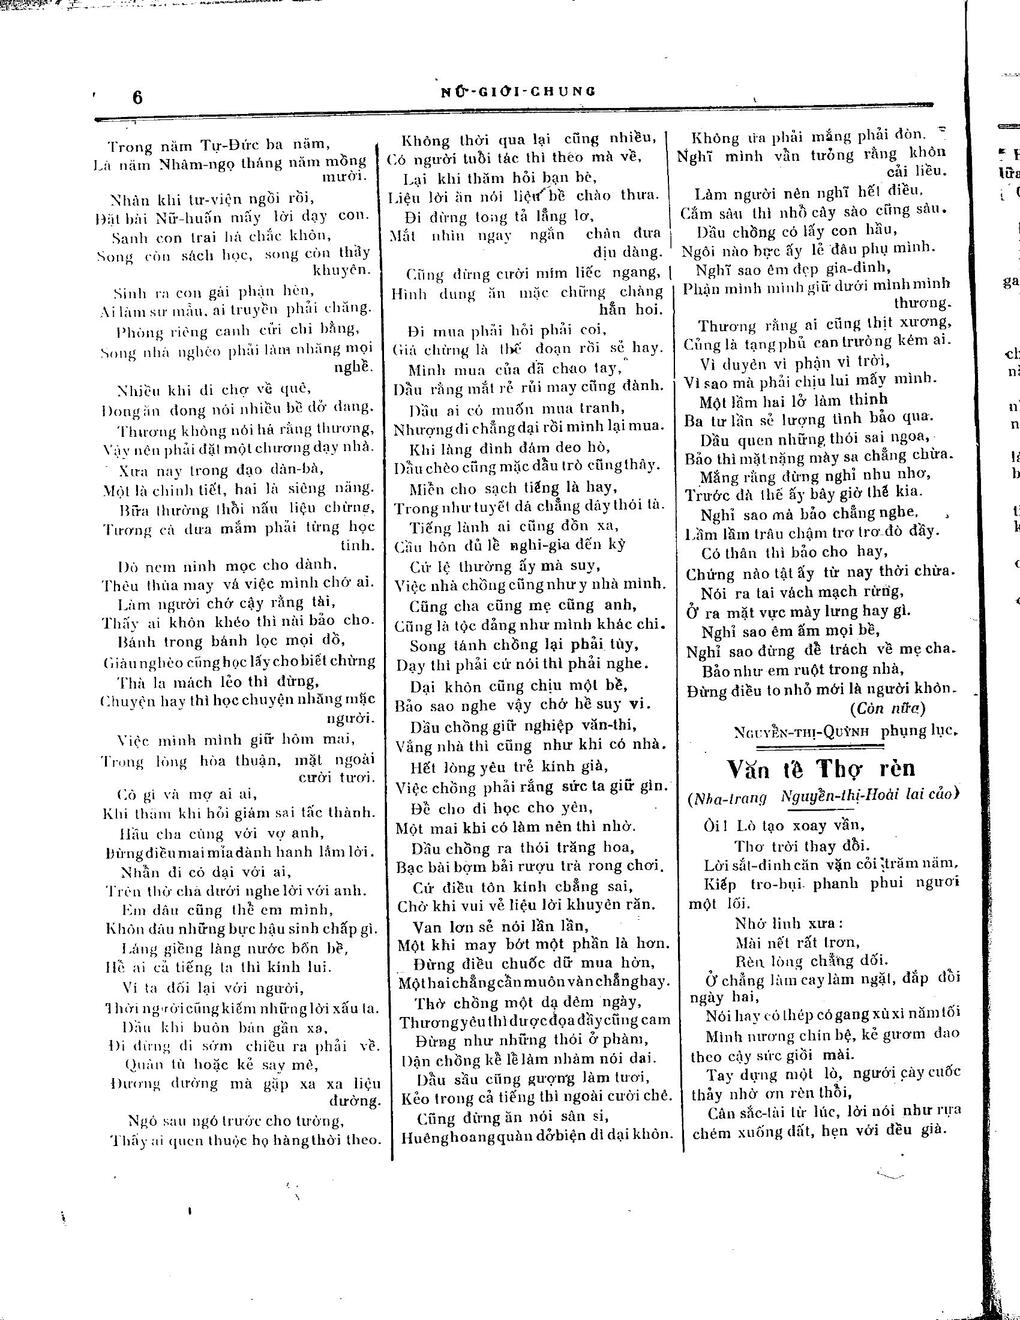 6
NỮ-GIỚI-CHUNG
Trong năm Tự-Đức ba năm,
Là năm Nhâm-ngọ tháng năm mồng
mười.
Nhân khi tư-viện ngồi rồi,
Đặt bài Nữ-huấn mấy lời dạy con.
Sanh con trai há chắc khôn,
Song còn sách học, song còn thầy
khuyên.
Sinh ra con gái phận hèn,
Ai làm sư mẫu, ai truyền phải chăng.
Phòng riêng canh cửi chỉ bằng,
Song nhà nghèo phải làm nhăng mọi
nghề.
Nhiều khi đi chợ về quê,
Đong ăn đong nói nhiều bề dở dang.
Thương không nói há rằng thương,
Vậy nên phải đặt một chương dạy nhà.
Xưa nay trong đạo đàn-bà,
Một là chinh tiết, hai là siêng năng.
Bữa thường thổi nấu liệu chừng,
Tương cà dưa mắm phải từng học
tinh.
Dò nem ninh mọc cho dành,
Thêu thùa may vá việc mình chớ ai.
Làm người chớ cậy rằng tài,
Thấy ai khôn khéo thì nài bảo cho.
Bánh trong bánh lọc mọi đồ,
Giàu nghèo cũng học lấy cho biết chừng
Thà la mách lẻo thì đừng,
Chuyện hay thì học chuyện nhăng mặc
người.
Việc mình mình giữ hôm mai,
Trong lòng hòa thuận, mặt ngoài
cười tươi.
Cô gì và mợ ai ai,
Khi thăm khi hỏi giám sai tấc thành.
Hầu cha cùng với vợ anh,
Đừng điều mai mỉa dành hanh lắm lời.
Nhẫn đi có dại với ai,
Trên thờ cha dưới nghe lời với anh.
Em dâu cũng thể em mình,
Khôn dâu những bực hậu sinh chấp gì.
Láng giềng làng nước bốn bề,
Hễ ai cả tiếng ta thì kính lui.
Ví ta đối lại với người,
Thời người cũng kiếm những lời xấu ta.
Dầu khi buôn bán gần xa,
Đi đừng đi sớm chiều ra phải về.
Quàn tù hoặc kẻ say mê,
Đương đường mà gặp xa xa liệu
đường.
Ngó sau ngó trước cho tường,
Thấy ai quen thuộc họ hàng thời theo.
Không thời qua lại cũng nhiều,
Có người tuổi tác thì theo mà về,
Lại khi thăm hỏi bạn bè,
Liệu lời ăn nói liệu bề chào thưa.
Đi đừng tong tả lẳng lơ,
Mắt nhìn ngay ngắn chân đưa
dịu dàng.
Cũng đừng cười mím liếc ngang,
Hình dung ăn mặc chững chàng
hẳn hoi.
Đi mua phải hỏi phải coi,
Giá chừng là thế đoạn rồi sẻ hay.
Mình mua của đã chao tay,
Dầu rằng mắt rẻ rủi may cũng đành.
Dầu ai có muốn mua tranh,
Nhượng đi chẳng dại rồi mình lại mua.
Khi làng đình đám deo hò,
Dầu chèo cũng mặc dầu trò cũng thây.
Miễn cho sạch tiếng là hay,
Trong như tuyết đá chẳng dáy thói tà.
Tiếng lành ai cũng đồn xa,
Cầu hôn đủ lễ nghi-gia đến kỳ
Cứ lệ thường ấy mà suy,
Việc nhà chồng cũng như y nhà mình.
Cũng cha cũng mẹ cũng anh,
Cũng là tộc đảng như mình khác chi.
Song tánh chồng lại phải tùy,
Dạy thì phải cứ nói thì phải nghe.
Dại khôn cũng chịu một bề,
Bảo sao nghe vậy chớ hề suy vi.
Dầu chồng giữ nghiệp văn-thi,
Vắng nhà thì cũng như khi có nhà.
Hết lòng yêu trẻ kính già,
Việc chồng phải rằng sức ta giữ gìn.
Để cho đi học cho yên,
Một mai khi có làm nên thì nhờ.
Dầu chồng ra thói trăng hoa,
Bạc bài bợm bãi rượu trà rong chơi.
Cứ điều tôn kính chẳng sai,
Chờ khi vui vẻ liệu lời khuyên răn.
Van lơn sẻ nói lần lần,
Một khi may bớt một phần là hơn.
Đừng điều chuốc dữ mua hờn,
Một hai chẳng cần muôn vàn chẳng hay.
Thờ chồng một dạ đêm ngày,
Thương yêu thì dược đọa đầy cũng cam
Đừng như những thói ở phàm,
Dận chồng kể lể làm nhàm nói dai.
Dầu sầu cũng gượng làm tươi,
Kẻo trong cả tiếng thì ngoài cười chê.
Cũng đừng ăn nói sân si,
Huênghoang quàn dở biện di dại khôn.
Không ưa phải mắng phải đòn.
Nghĩ mình vẫn tưởng rằng khôn
cải liều.
Làm người nên nghĩ hết điều,
Cắm sâu thì nhổ cây sào cũng sâu.
Dầu chồng có lấy con hầu,
Ngôi nào bực ấy lẻ đâu phụ mình.
Nghĩ sao êm đẹp gia-đình,
Phận mình mình giữ dưới mình mình
thương.
Thương rằng ai cũng thịt xương,
Cũng là tạng phủ can trường kém ai.
Vì duyên vì phận vì trời,
Vì sao mà phải chịu lui mấy mình.
Một lầm hai lở làm thinh
Ba tư lần sẻ lượng tình bảo qua.
Dầu quen những thói sai ngoa,
Bảo thì mặt nặng mày sa chẳng chừa.
Mắng rằng đừng nghỉ nhu nhơ,
Trước dà thế ấy bây giờ thế kia.
Nghỉ sao mà bảo chẳng nghe,
Lầm lầm trâu chậm trơ trơ đò đầy.
Có thân thì bảo cho hay,
Chứng nào tật ấy từ nay thời chừa.
Nói ra tai vách mạch rừng,
Ở ra mặt vực mày lưng hay gì.
Nghỉ sao êm ấm mọi bề,
Nghỉ sao đừng để trách về mẹ cha.
Bảo như em ruột trong nhà,
Đừng điều to nhỏ mới là người khôn.
(Còn nữa)
NGUYỄN-THỊ-QUỲNH phụng lục.
Văn tế Thợ rèn
(Nha-trang Nguyễn-thị-Hoài lai cảo)
Ôi! Lò tạo xoay vần,
Thơ trời thay đổi.
Lời sắt-đinh căn vặn cỏi trăm năm,
Kiếp tro-bụi phanh phui ngươi
một lối.
Nhớ linh xưa:
Mài nết rất trơn,
Rèn lòng chẳng dối.
Ở chẳng làm cay làm ngặt, đắp đổi
ngày hai,
Nói hay có thép có gang xù xì năm tối
Mình nương chín bệ, kẻ gươm dao
theo cậy sức giồi mài.
Tay dựng một lò, người cày cuốc
thảy nhờ ơn rèn thổi,
Cân sắc-tài từ lúc, lời nói như rựa
chém xuống đất, hẹn với đều già.